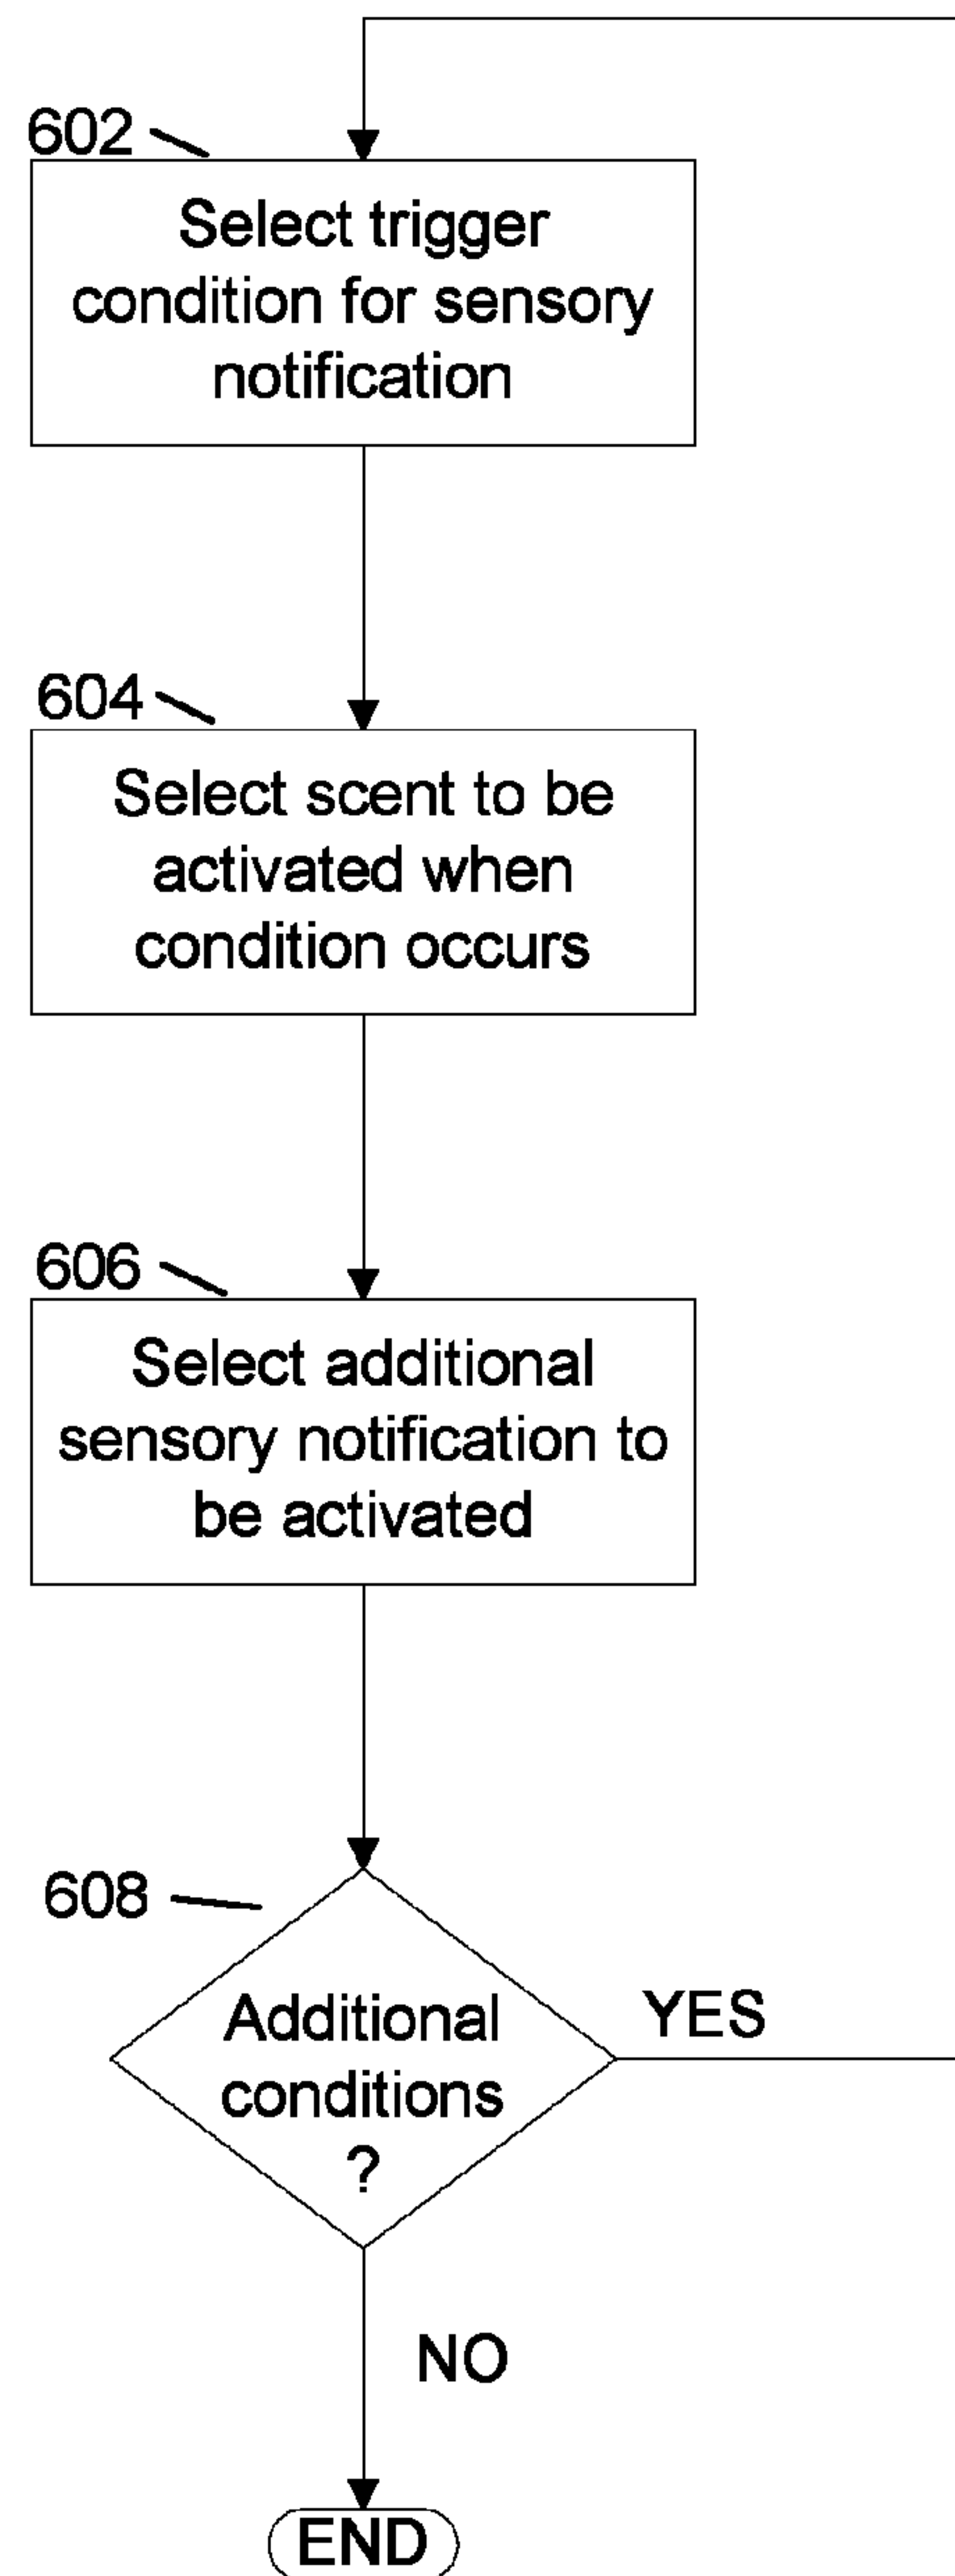 602
Select trigger
condition for sensory
notification
604
Select scent to be
activated when
condition occurs
606
Select additional
sensory notification to
be activated
608
Additional
conditions
?
YES
NO
END